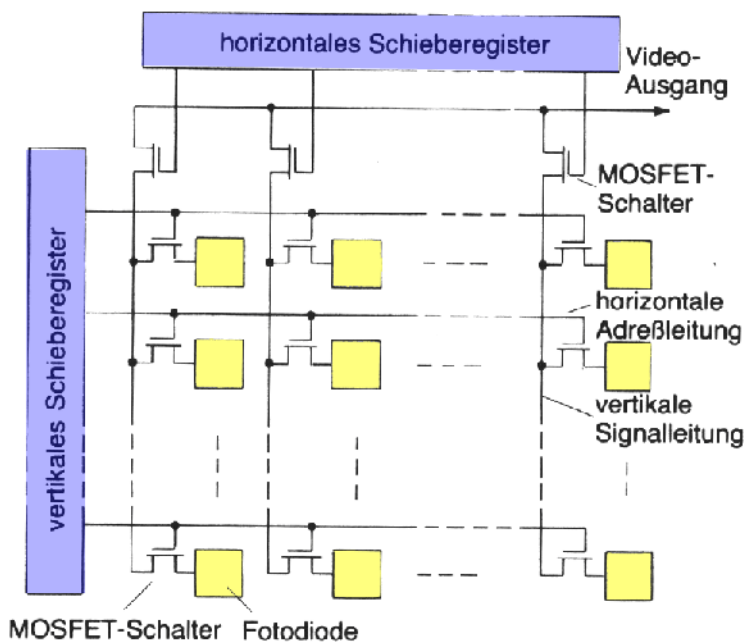 horizontales Schieberegister
Video-
Ausgang
MOSFET-
Schalter
vertikales Schieberegister
horizontale
Adreßleitung
vertikale
Signalleitung
MOSFET-Schalter
Fotodiode